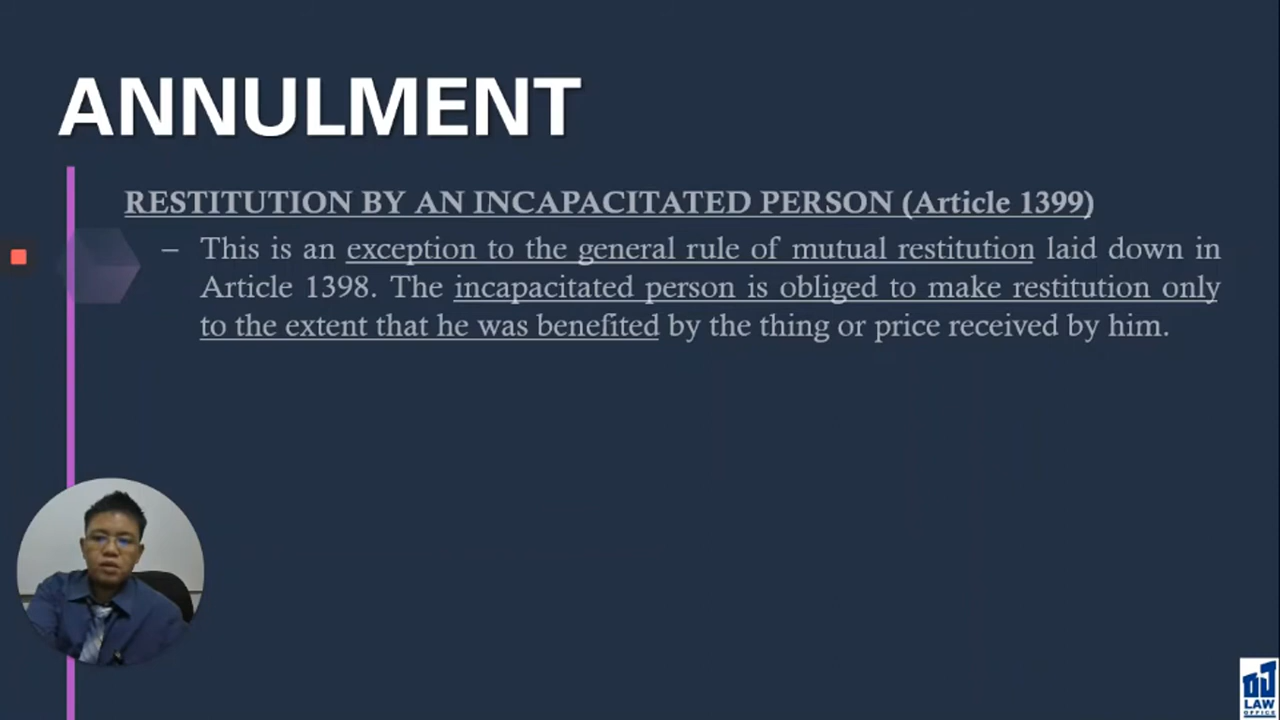 ANNULMENT
RESTITUTION BY AN INCAPACITATED PERSON (Article 1399)
– This is an exception to the general rule of mutual restitution laid down in
Article 1398. The incapacitated person is obliged to make restitution only
to the extent that he was benefited by the thing or price received by him.
LAW
OFFICE